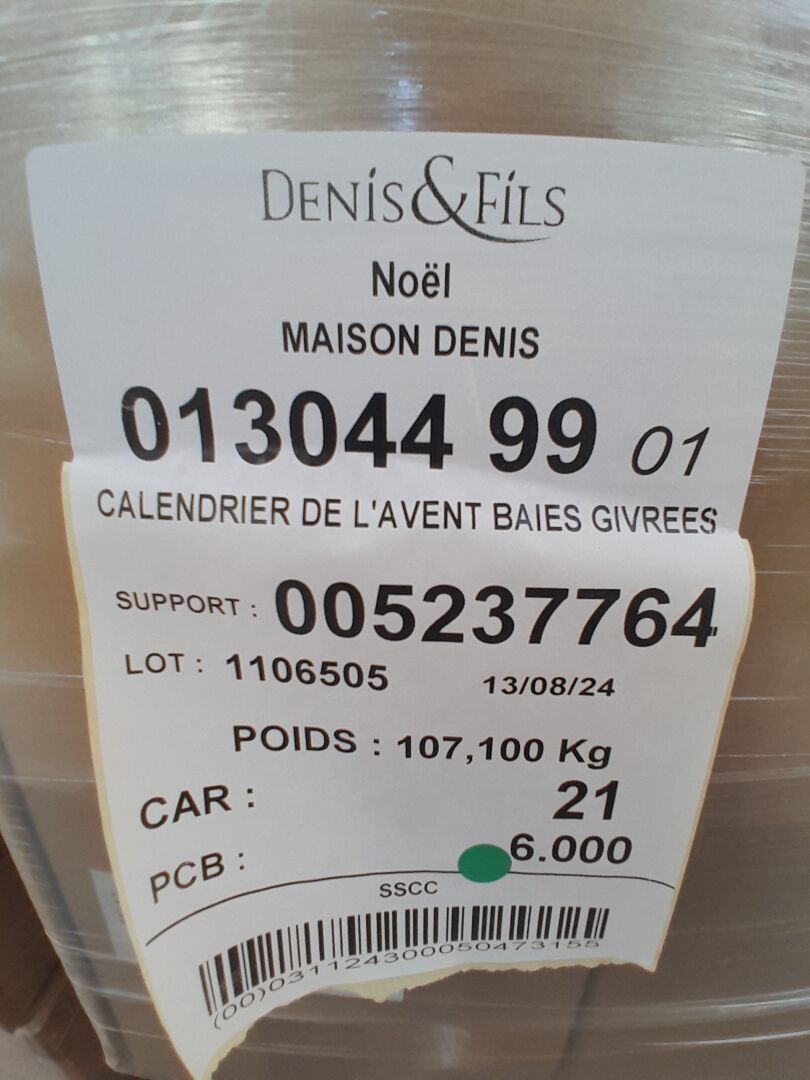 DENIS&FILS
Noël
MAISON DENIS
013044 99 01
CALENDRIER DE L'AVENT BAIES GIVREES
SUPPORT : 005237764
LOT : 1106505 13/08/24
POIDS : 107,100 Kg
CAR : 21
PCB : 6.000
SSCC
(00)031124300050473155